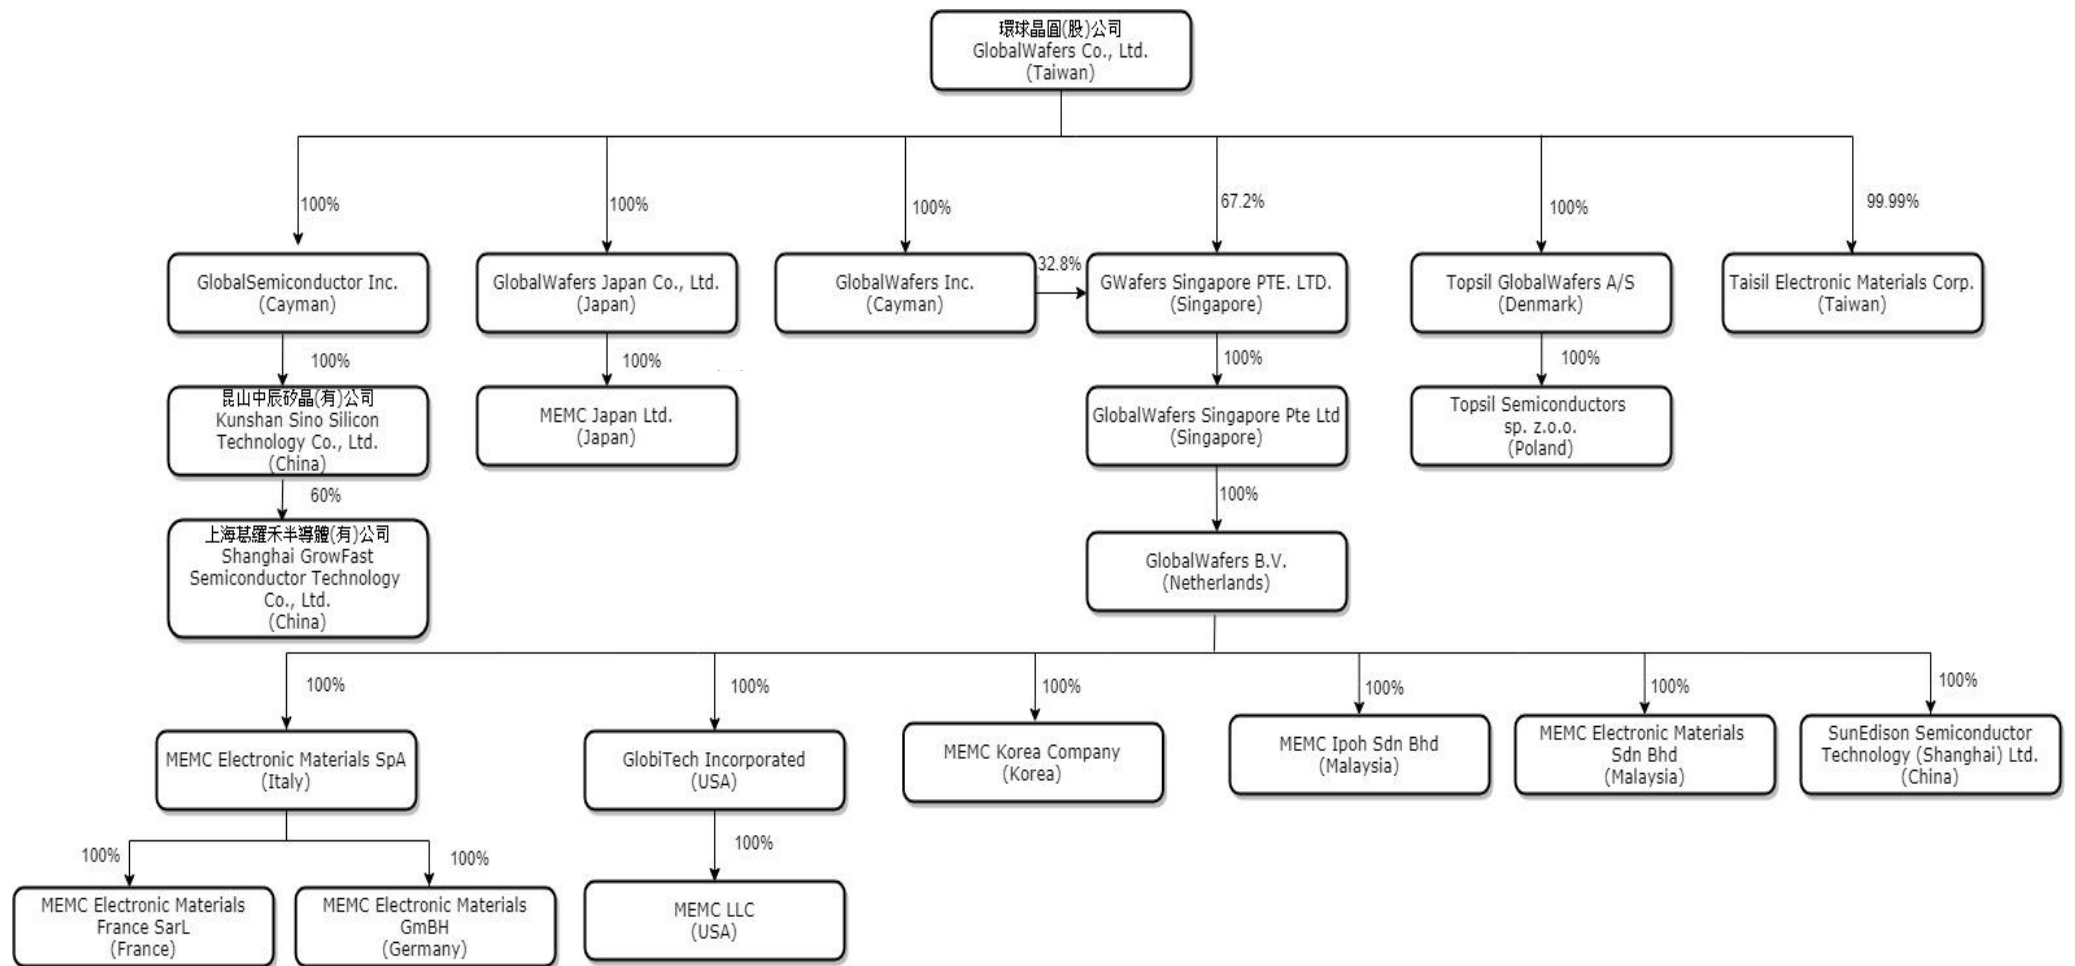 環球晶圓(股)公司
GlobalWafers Co., Ltd.
(Taiwan)
100%
100%
100%
67.2%
100%
99.99%
GlobalSemiconductor Inc.
(Cayman)
GlobalWafers Japan Co., Ltd.
(Japan)
GlobalWafers Inc.
(Cayman)
32.8%
GWafers Singapore PTE. LTD.
(Singapore)
Topsil GlobalWafers A/S
(Denmark)
Taisil Electronic Materials Corp.
(Taiwan)
100%
100%
100%
100%
昆山中辰矽晶(有)公司
Kunshan Sino Silicon
Technology Co., Ltd.
(China)
MEMC Japan Ltd.
(Japan)
GlobalWafers Singapore Pte Ltd
(Singapore)
Topsil Semiconductors
sp. z.o.o.
(Poland)
60%
100%
上海葛羅禾半導體(有)公司
Shanghai GrowFast
Semiconductor Technology
Co., Ltd.
(China)
GlobalWafers B.V.
(Netherlands)
100%
100%
100%
100%
100%
100%
MEMC Electronic Materials SpA
(Italy)
GlobiTech Incorporated
(USA)
MEMC Korea Company
(Korea)
MEMC Ipoh Sdn Bhd
(Malaysia)
MEMC Electronic Materials
Sdn Bhd
(Malaysia)
SunEdison Semiconductor
Technology (Shanghai) Ltd.
(China)
100%
100%
100%
MEMC Electronic Materials
France SarL
(France)
MEMC Electronic Materials
GmBH
(Germany)
MEMC LLC
(USA)